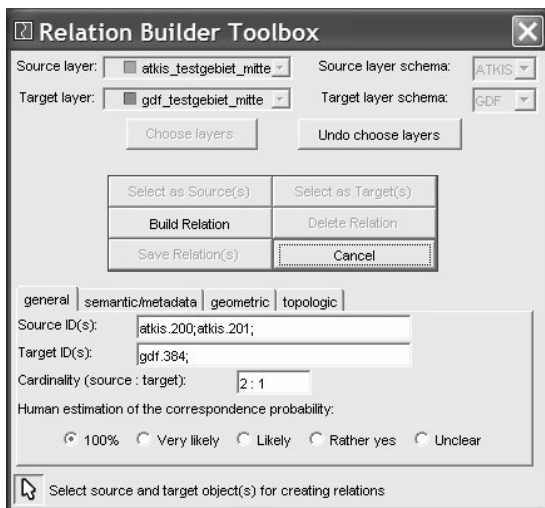 Relation Builder Toolbox
Source layer: atkis_testgebiet_mitte Source layer schema: ATKIS
Target layer: gdf_testgebiet_mitte Target layer schema: GDF
Choose layers Undo choose layers
Select as Source(s) Select as Target(s)
Build Relation Delete Relation
Save Relation(s) Cancel
general semantic/metadata geometric topologic
Source ID(s): atkis.200;atkis.201;
Target ID(s): gdf.384;
Cardinality (source : target): 2 : 1
Human estimation of the correspondence probability:
100% Very likely Likely Rather yes Unclear
Select source and target object(s) for creating relations